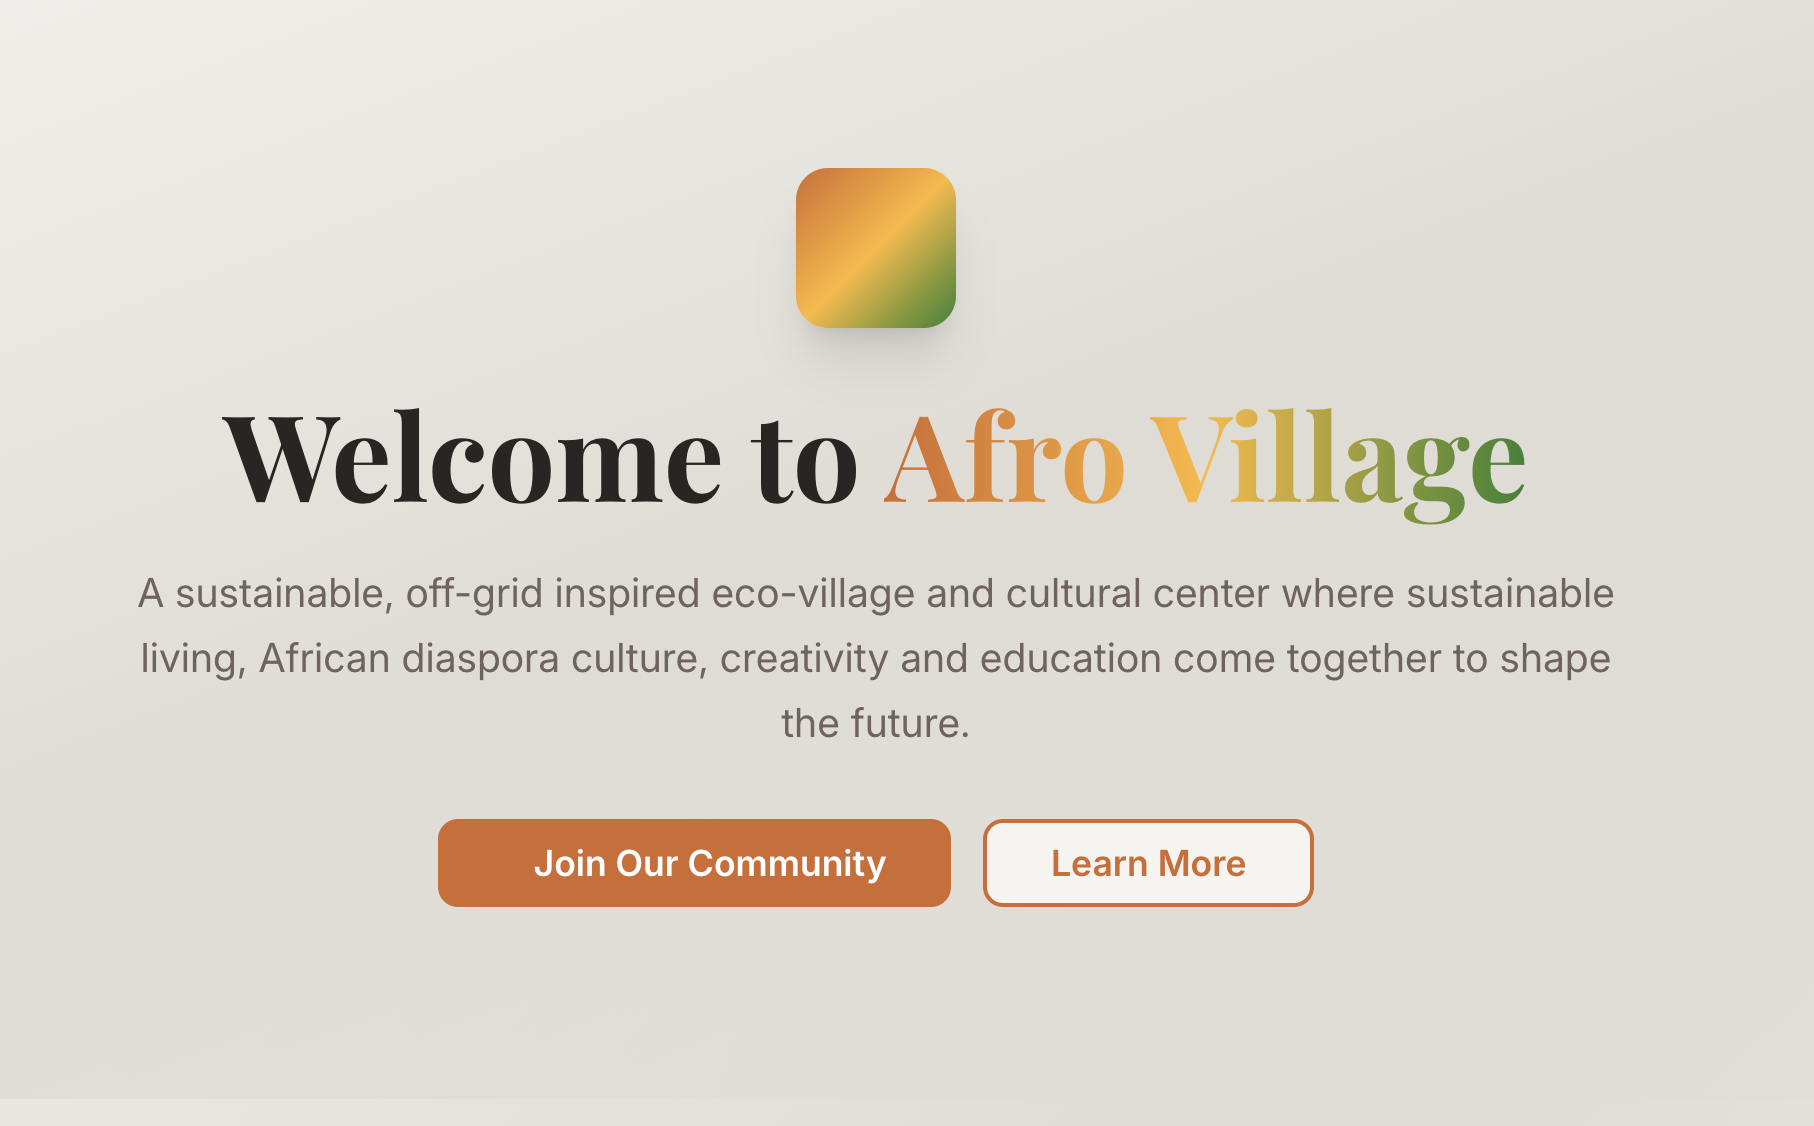 Welcome to Afro Village
A sustainable, off-grid inspired eco-village and cultural center where sustainable
living, African diaspora culture, creativity and education come together to shape
the future.
Join Our Community
Learn More